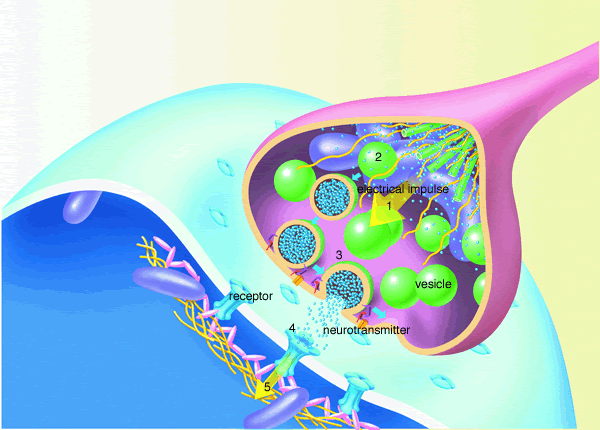 2
electrical impulse
1
3
vesicle
receptor
4
neurotransmitter
5